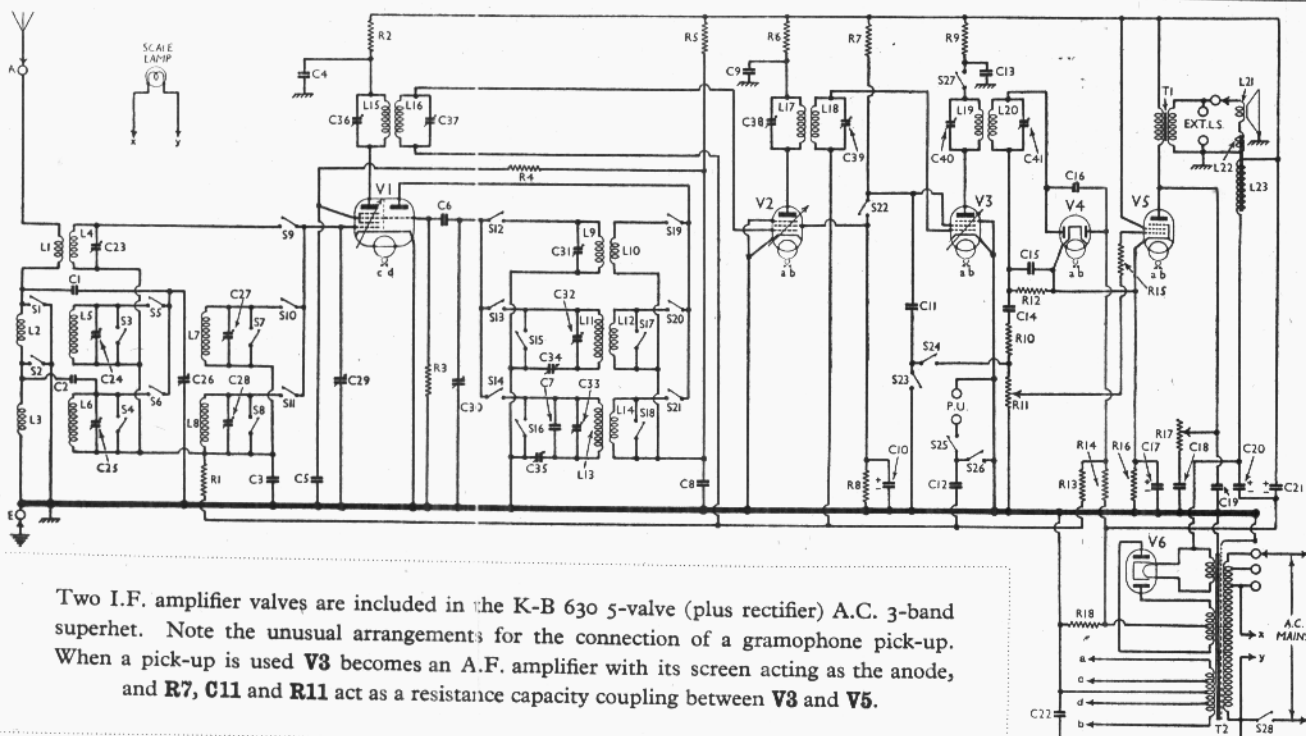 R2
R5
R6
R7
R9
SCALE
LAMP
A
C4
C9
C13
S27
T1
L21
EXT.L.S.
L22
L23
x
y
C36
L15
L16
C37
C38
L17
L18
C39
C40
L19
L20
C41
R4
V1
c d
C6
V2
a b
S22
V3
a b
C16
V4
a b
V5
a b
L1
L4
C23
S9
S12
L9
C31
L10
S19
C1
S1
L2
S2
C2
L3
L5
S3
S5
C24
L6
S4
S6
C25
C26
C27
L7
S7
S10
C28
L8
S8
S11
R1
C3
C5
C29
R3
C30
S13
S15
C32
L11
L12
S17
S20
C34
S14
C7
C33
S16
C35
L13
L14
S18
S21
C8
R8
C10
C11
S24
S23
P.U.
S25
S26
C12
C15
R12
C14
R10
R11
R15
R13
R14
R16
C17
R17
C18
C19
C20
C21
E
V6
R18
a
c
d
b
C22
T2
S28
x
y
A.C.
MAINS
Two I.F. amplifier valves are included in the K-B 630 5-valve (plus rectifier) A.C. 3-band
superhet. Note the unusual arrangements for the connection of a gramophone pick-up.
When a pick-up is used V3 becomes an A.F. amplifier with its screen acting as the anode,
and R7, C11 and R11 act as a resistance capacity coupling between V3 and V5.